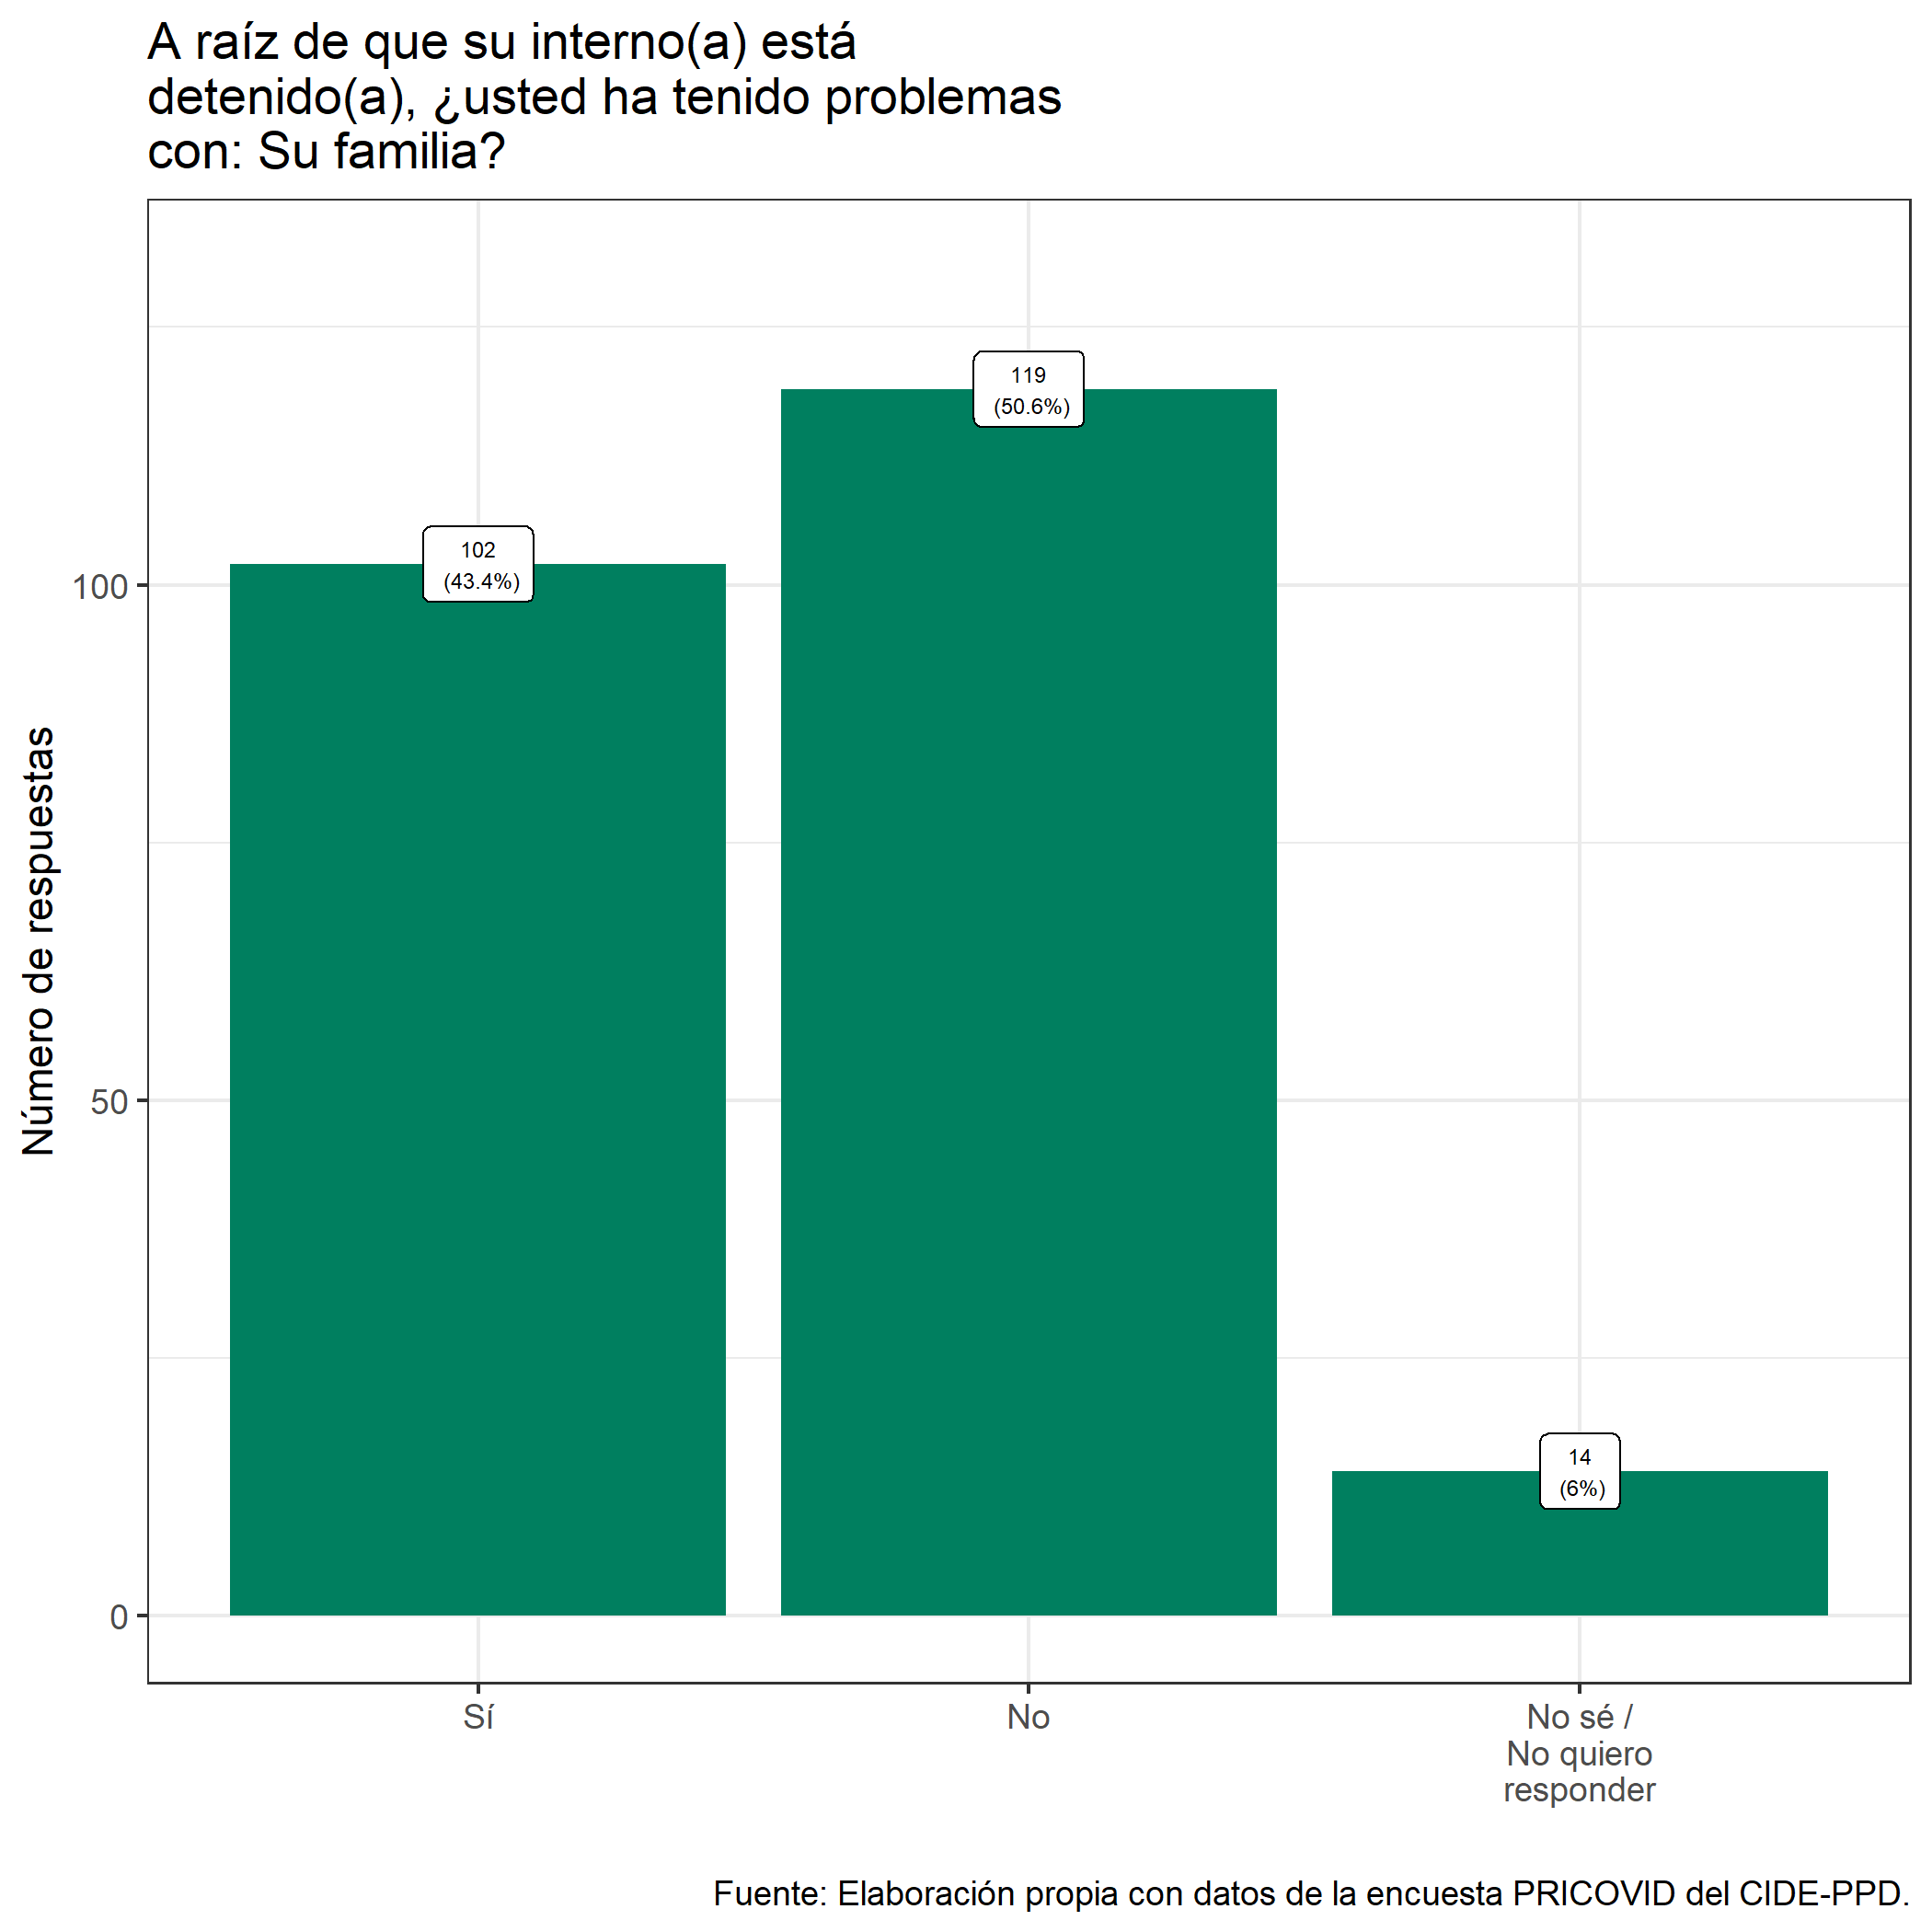 A raíz de que su interno(a) está
detenido(a), ¿usted ha tenido problemas
con: Su familia?
Número de respuestas
100
50
0
102
(43.4%)
119
(50.6%)
14
(6%)
Sí
No
No sé /
No quiero
responder
Fuente: Elaboración propia con datos de la encuesta PRICOVID del CIDE-PPD.